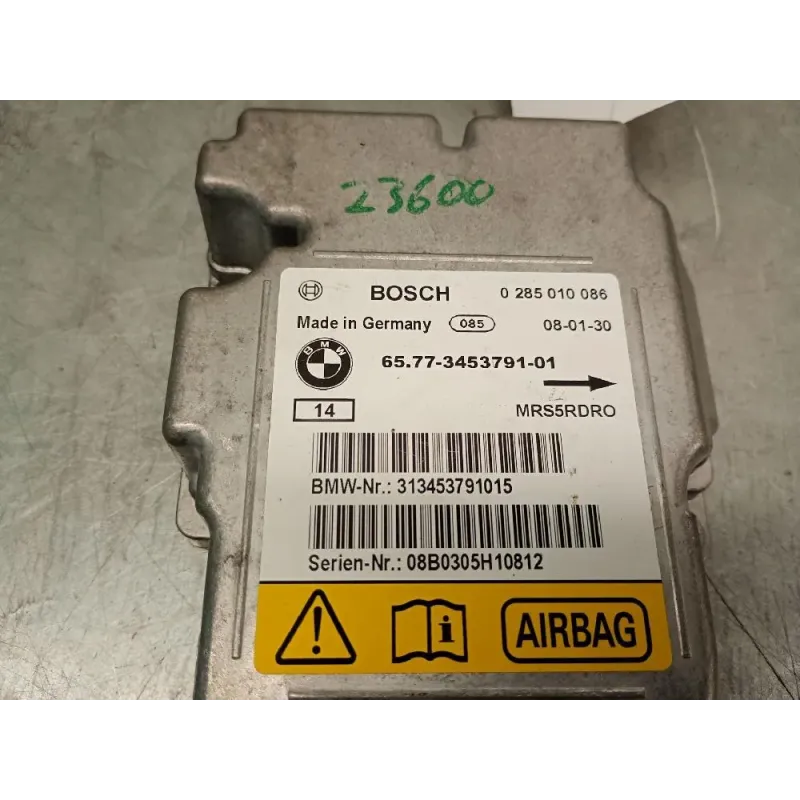 23600
BOSCH 0 285 010 086
Made in Germany 085 08-01-30
BMW 65.77-3453791-01
14 MRS5RDRO
BMW-Nr.: 313453791015
Serien-Nr.: 08B0305H10812
! i AIRBAG